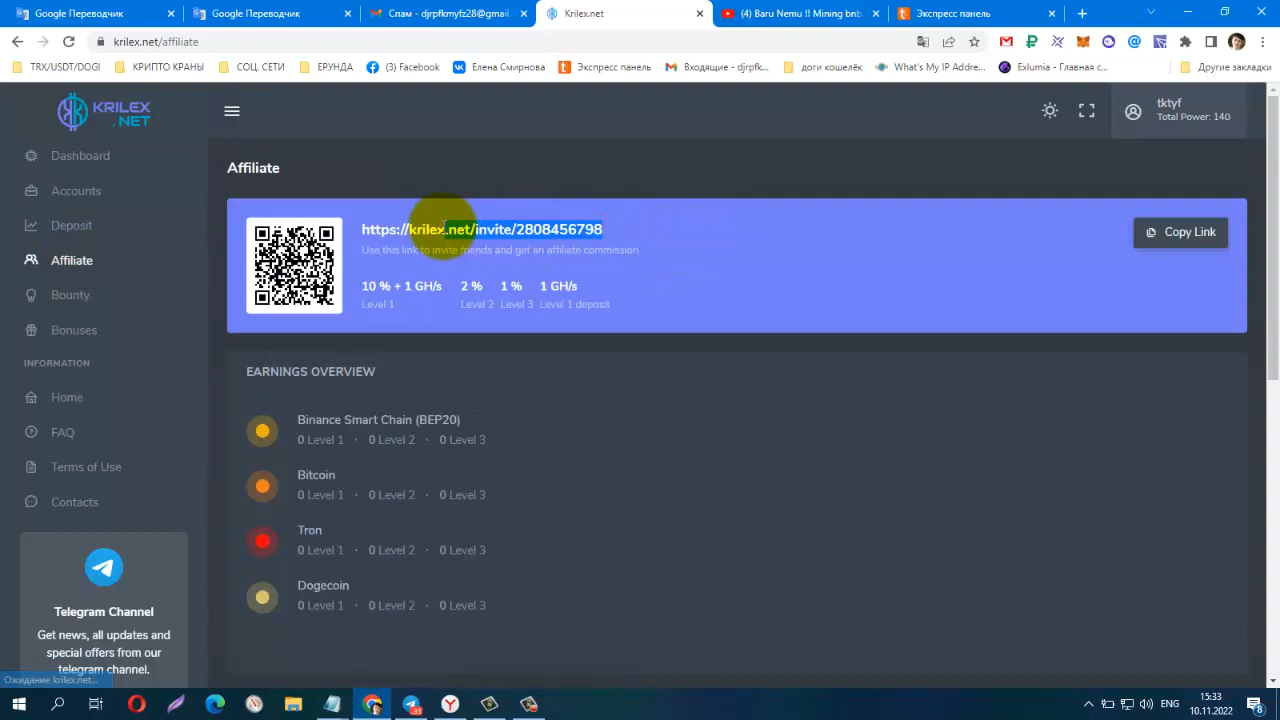 Google Переводчик
Google Переводчик
Спам - djrpfkmyfz28@gmail.
Krilex.net
(4) Baru Nemu !! Mining bnb
Экспресс панель
krilex.net/affiliate
TRX/USDT/DOGI
КРИПТО КРАНЫ
СОЦ. СЕТИ
ЕРУНДА
(3) Facebook
Елена Смирнова
Экспресс панель
Входящие - djrpfk...
доги кошелёк
What's My IP Addre...
Exlumia - Главная с...
Другие закладки
KRILEX
.NET
tktyf
Total Power: 140
Dashboard
Accounts
Deposit
Affiliate
Bounty
Bonuses
INFORMATION
Home
FAQ
Terms of Use
Contacts
Telegram Channel
Get news, all updates and
special offers from our
telegram channel.
Ожидание krilex.net...
Affiliate
https://krilex.net/invite/2808456798
Use this link to invite friends and get an affiliate commission.
Copy Link
10 % + 1 GH/s 2 % 1 % 1 GH/s
Level 1 Level 2 Level 3 Level 1 deposit
EARNINGS OVERVIEW
Binance Smart Chain (BEP20)
0 Level 1 · 0 Level 2 · 0 Level 3
Bitcoin
0 Level 1 · 0 Level 2 · 0 Level 3
Tron
0 Level 1 · 0 Level 2 · 0 Level 3
Dogecoin
0 Level 1 · 0 Level 2 · 0 Level 3
ENG
15:33
10.11.2022
8